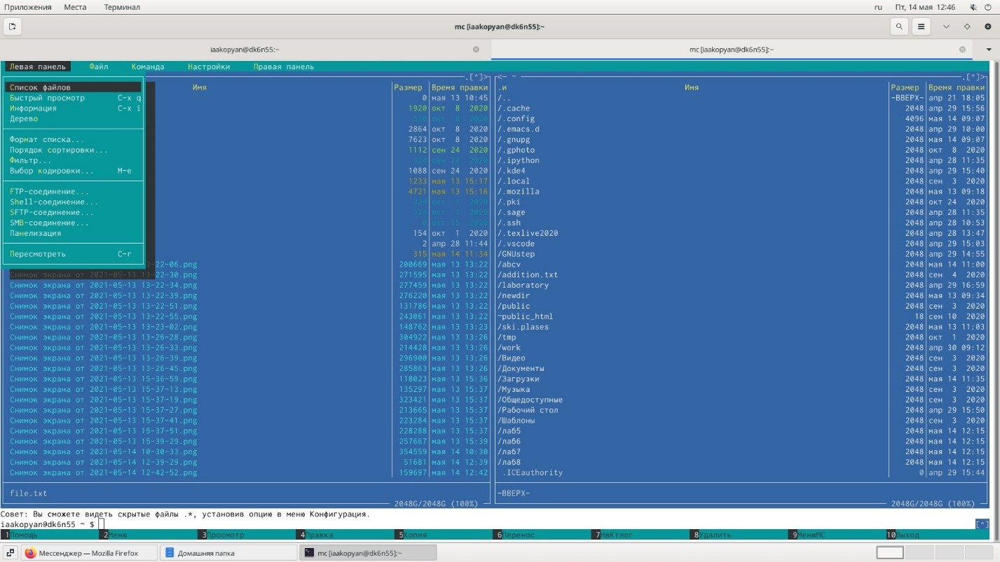 Приложения Места Терминал ru Пт, 14 мая 12:46
mc [iaakopyan@dk6n55]:~
iaakopyan@dk6n55:~ mc [iaakopyan@dk6n55]:~
Левая панель Файл Команда Настройки Правая панель
.[^]> <— ~ .[^]>
Список файлов
Быстрый просмотр C-x q
Информация C-x i
Дерево
Формат списка...
Порядок сортировки...
Фильтр...
Выбор кодировки... M-e
FTP-соединение...
Shell-соединение...
SFTP-соединение...
SMB-соединение...
Панелизация
Пересмотреть C-r
Имя Размер Время правки
0 мая 13 10:45
1920 окт 8 2020
2864 окт 8 2020
7623 окт 8 2020
1112 сен 24 2020
1088 сен 24 2020
1233 мая 13 15:17
4721 мая 13 15:16
154 окт 1 2020
2 апр 28 11:44
315 мая 14 11:34
3-22-06.png 200669 мая 13 13:22
Снимок экрана от 2021-05-13 13-22-30.png 271595 мая 13 13:22
Снимок экрана от 2021-05-13 13-22-34.png 277459 мая 13 13:22
Снимок экрана от 2021-05-13 13-22-39.png 276220 мая 13 13:22
Снимок экрана от 2021-05-13 13-22-51.png 131786 мая 13 13:22
Снимок экрана от 2021-05-13 13-22-55.png 243061 мая 13 13:22
Снимок экрана от 2021-05-13 13-23-02.png 148762 мая 13 13:23
Снимок экрана от 2021-05-13 13-26-28.png 304922 мая 13 13:26
Снимок экрана от 2021-05-13 13-26-33.png 214428 мая 13 13:26
Снимок экрана от 2021-05-13 13-26-39.png 296900 мая 13 13:26
Снимок экрана от 2021-05-13 13-26-45.png 285863 мая 13 13:26
Снимок экрана от 2021-05-13 15-36-59.png 118023 мая 13 15:36
Снимок экрана от 2021-05-13 15-37-13.png 135297 мая 13 15:37
Снимок экрана от 2021-05-13 15-37-19.png 323421 мая 13 15:37
Снимок экрана от 2021-05-13 15-37-27.png 213665 мая 13 15:37
Снимок экрана от 2021-05-13 15-37-41.png 223284 мая 13 15:37
Снимок экрана от 2021-05-13 15-37-51.png 228288 мая 13 15:37
Снимок экрана от 2021-05-13 15-39-29.png 257667 мая 13 15:39
Снимок экрана от 2021-05-14 10-30-33.png 354559 мая 14 10:30
Снимок экрана от 2021-05-14 12-39-29.png 51681 мая 14 12:39
Снимок экрана от 2021-05-14 12-42-52.png 159697 мая 14 12:42
file.txt
2048G/2048G (100%)
.и Имя Размер Время правки
/.. -ВВЕРХ- апр 21 18:05
/.cache 2048 апр 29 15:56
/.config 4096 мая 14 09:07
/.emacs.d 2048 апр 29 10:00
/.gnupg 2048 мая 14 09:07
/.gphoto 2048 окт 8 2020
/.ipython 2048 апр 28 11:35
/.kde4 2048 апр 29 15:40
/.local 2048 сен 3 2020
/.mozilla 2048 мая 13 09:18
/.pki 2048 окт 24 2020
/.sage 2048 апр 28 11:35
/.ssh 2048 апр 28 10:53
/.texlive2020 2048 апр 28 13:47
/.vscode 2048 апр 29 15:03
/GNUstep 2048 апр 29 14:55
/abcv 2048 мая 14 11:00
/addition.txt 2048 сен 4 2020
/laboratory 2048 апр 29 16:59
/newdir 2048 мая 13 09:34
/public 2048 сен 3 2020
~public_html 18 сен 10 2020
/ski.plases 2048 мая 13 11:03
/tmp 2048 окт 1 2020
/work 2048 апр 30 09:12
/Видео 2048 сен 3 2020
/Документы 2048 сен 3 2020
/Загрузки 2048 мая 14 11:35
/Музыка 2048 сен 3 2020
/Общедоступные 2048 сен 3 2020
/Рабочий стол 2048 апр 29 15:50
/Шаблоны 2048 сен 3 2020
/лаб5 2048 мая 14 12:15
/лаб6 2048 мая 14 12:15
/лаб7 2048 мая 14 12:15
/лаб8 2048 мая 14 12:15
.ICEauthority 0 апр 29 15:44
-ВВЕРХ-
2048G/2048G (100%)
Совет: Вы сможете видеть скрытые файлы .*, установив опцию в меню Конфигурация.
iaakopyan@dk6n55 ~ $ [^]
1Помощь 2Меню 3Просмотр 4Правка 5Копия 6Перенос 7НвКтлог 8Удалить 9МенюMC 10Выход
Мессенджер — Mozilla Firefox Домашняя папка mc [iaakopyan@dk6n55]:~